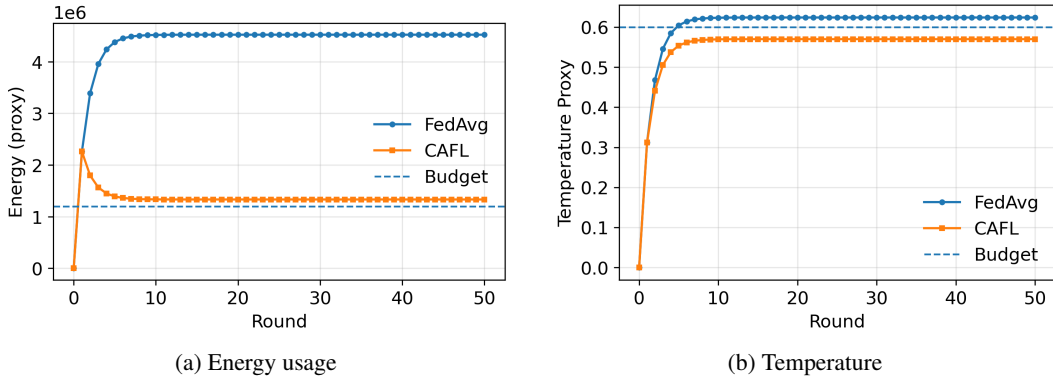 1e6
4
3
2
1
0
Energy (proxy)
FedAvg
CAFL
Budget
0 10 20 30 40 50
Round
(a) Energy usage
0.6
0.5
0.4
0.3
0.2
0.1
0.0
Temperature Proxy
FedAvg
CAFL
Budget
0 10 20 30 40 50
Round
(b) Temperature